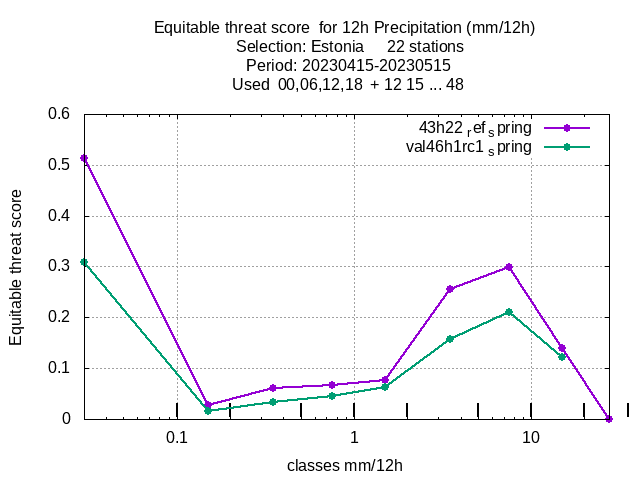 Equitable threat score  for 12h Precipitation (mm/12h)
Selection: Estonia     22 stations
Period: 20230415-20230515
Used  00,06,12,18  + 12 15 ... 48
43h22 ref spring
val46h1rc1 spring
0.6
0.5
0.4
0.3
0.2
0.1
0
Equitable threat score
0.1 1 10
classes mm/12h